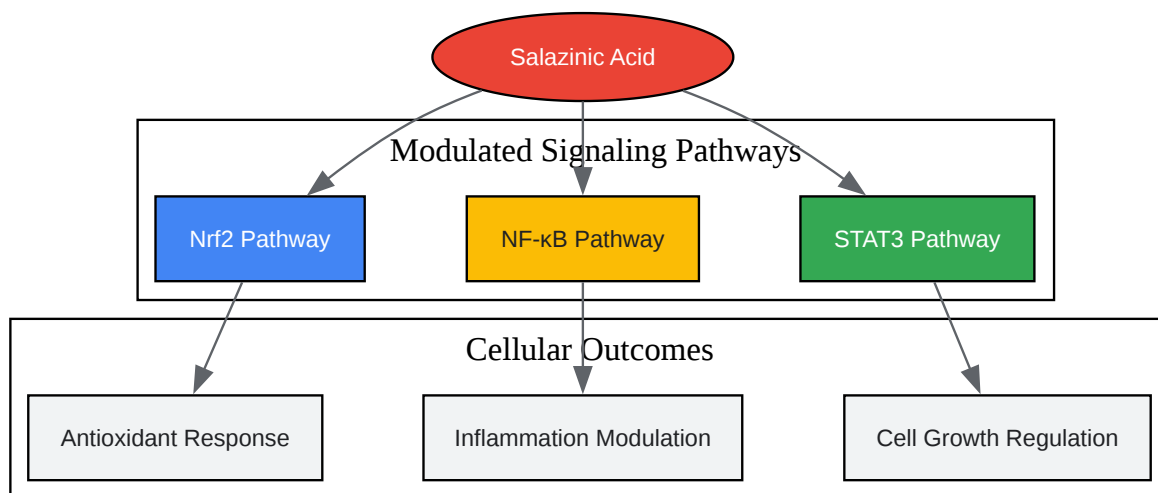 Salazinic Acid
Modulated Signaling Pathways
Nrf2 Pathway
NF-κB Pathway
STAT3 Pathway
Cellular Outcomes
Antioxidant Response
Inflammation Modulation
Cell Growth Regulation